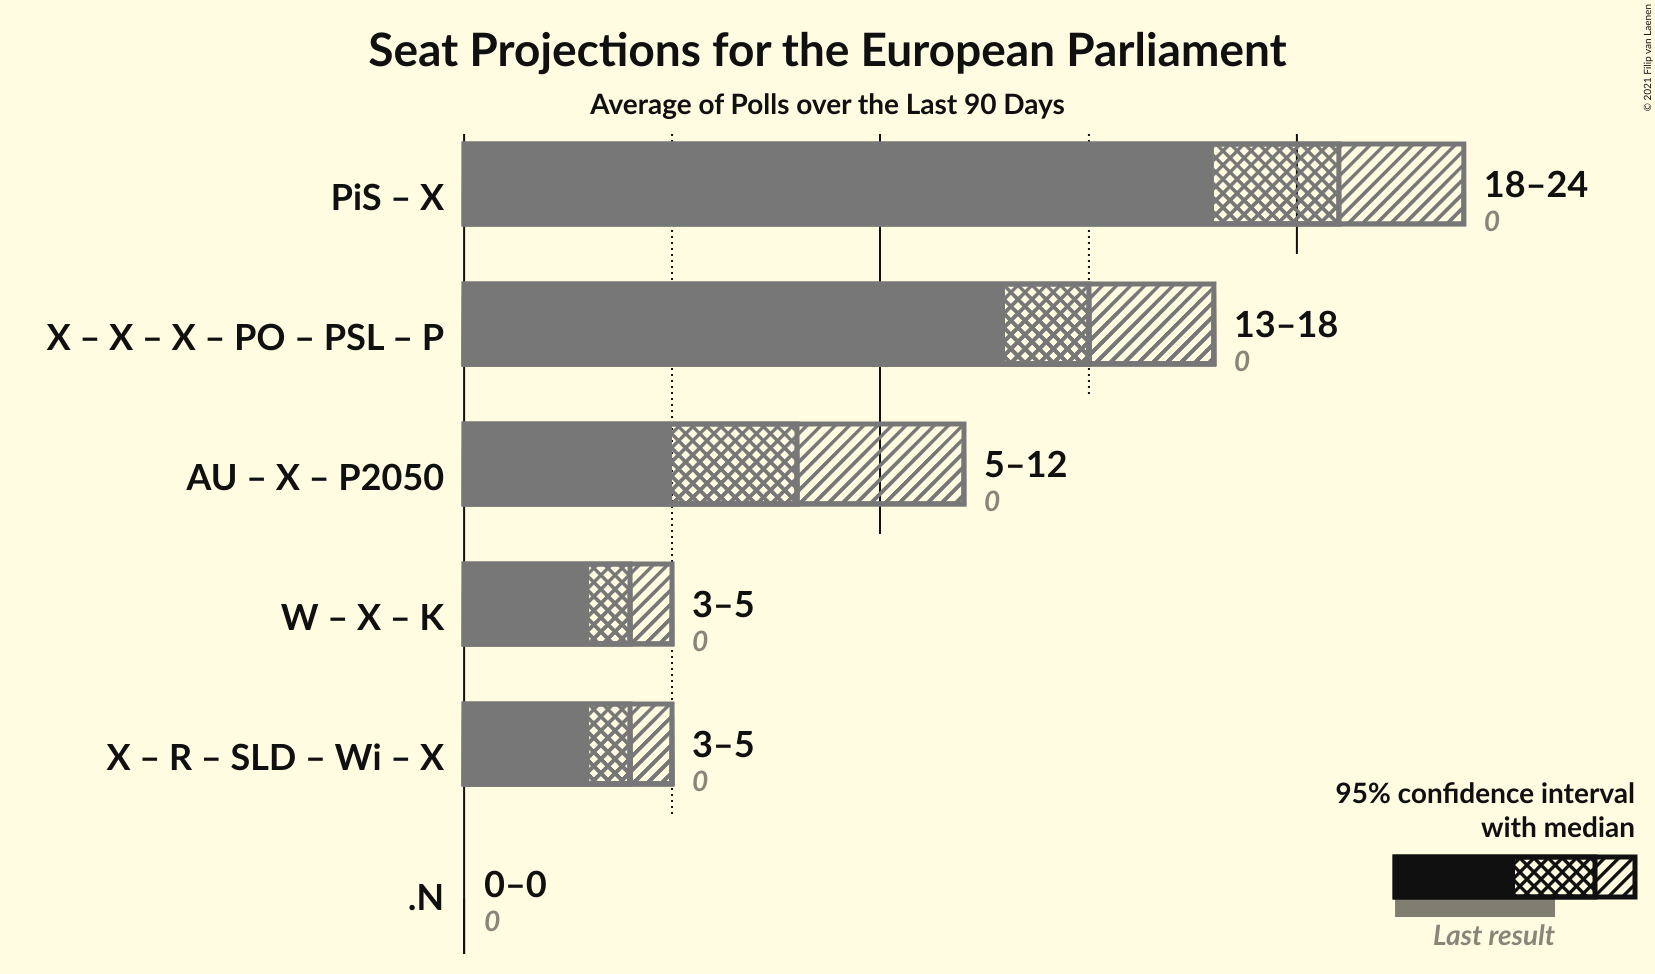 Seat Projections for the European Parliament
Average of Polls over the Last 90 Days
© 2021 Filip van Laenen
PiS – X
18–24
0
X – X – X – PO – PSL – P
13–18
0
AU – X – P2050
5–12
0
W – X – K
3–5
0
X – R – SLD – Wi – X
3–5
0
.N
0–0
0
95% confidence interval
with median
Last result